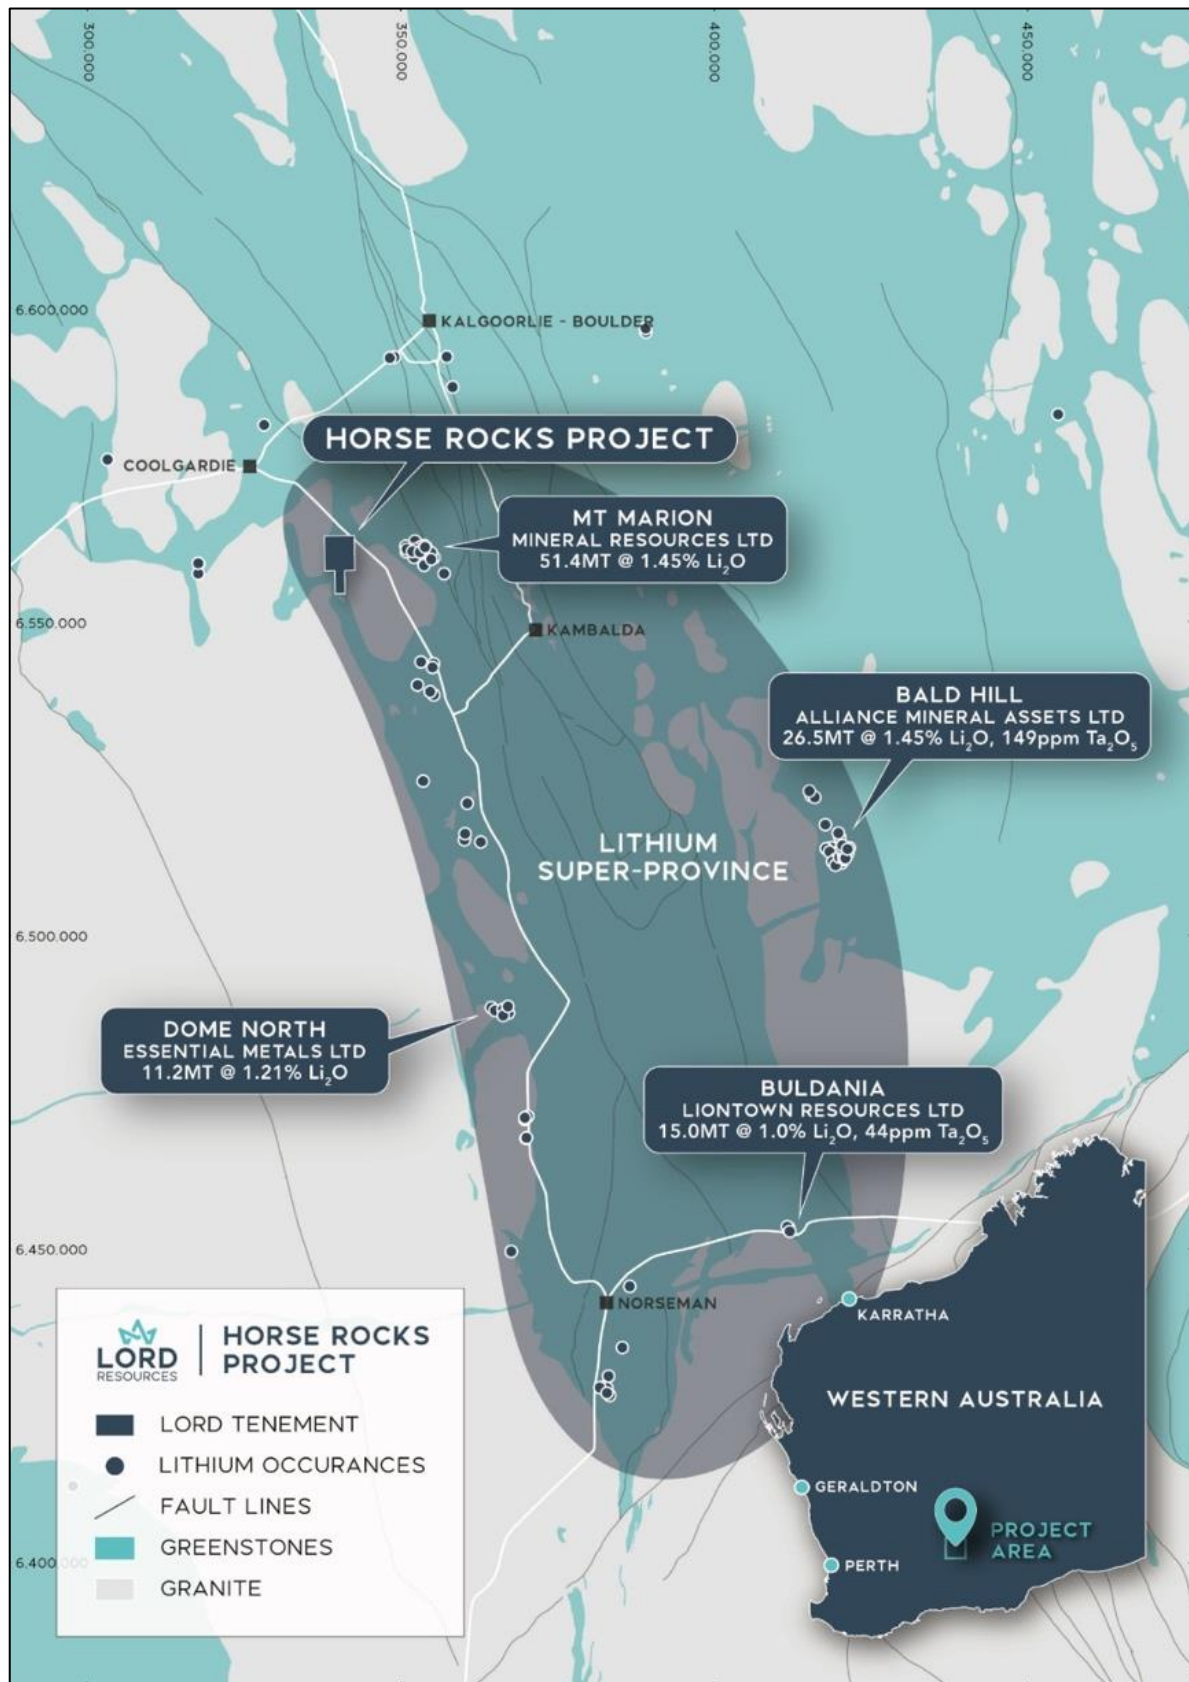 300.000
350.000
400.000
450.000
6.600.000
KALGOORLIE - BOULDER
HORSE ROCKS PROJECT
COOLGARDIE
MT MARION
MINERAL RESOURCES LTD
51.4MT @ 1.45% Li₂O
6.550.000
KAMBALDA
BALD HILL
ALLIANCE MINERAL ASSETS LTD
26.5MT @ 1.45% Li₂O, 149ppm Ta₂O₅
LITHIUM
SUPER-PROVINCE
6.500.000
DOME NORTH
ESSENTIAL METALS LTD
11.2MT @ 1.21% Li₂O
BULDANIA
LIONTOWN RESOURCES LTD
15.0MT @ 1.0% Li₂O, 44ppm Ta₂O₅
6.450.000
NORSEMAN
LORD
RESOURCES
HORSE ROCKS
PROJECT
LORD TENEMENT
LITHIUM OCCURANCES
FAULT LINES
GREENSTONES
GRANITE
6.400.000
KARRATHA
WESTERN AUSTRALIA
GERALDTON
PROJECT
AREA
PERTH